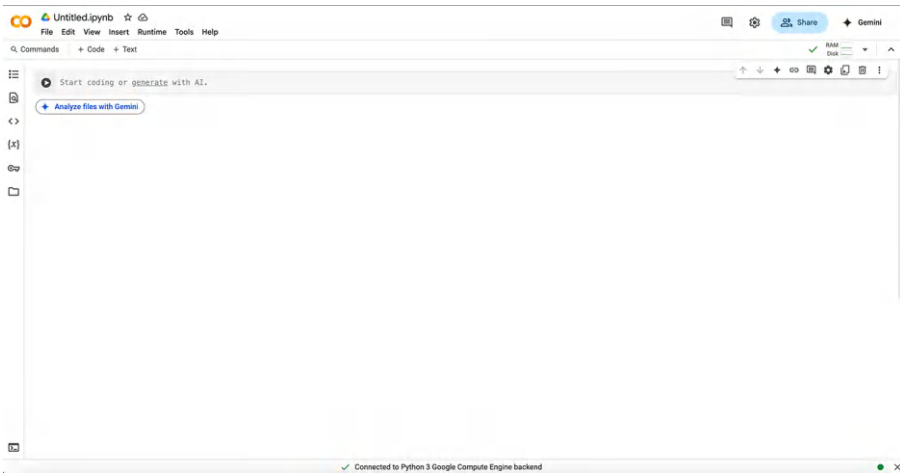 Untitled.ipynb
File Edit View Insert Runtime Tools Help
Share
Gemini
Commands + Code + Text
RAM
Disk
Start coding or generate with AI.
Analyze files with Gemini
{x}
Connected to Python 3 Google Compute Engine backend